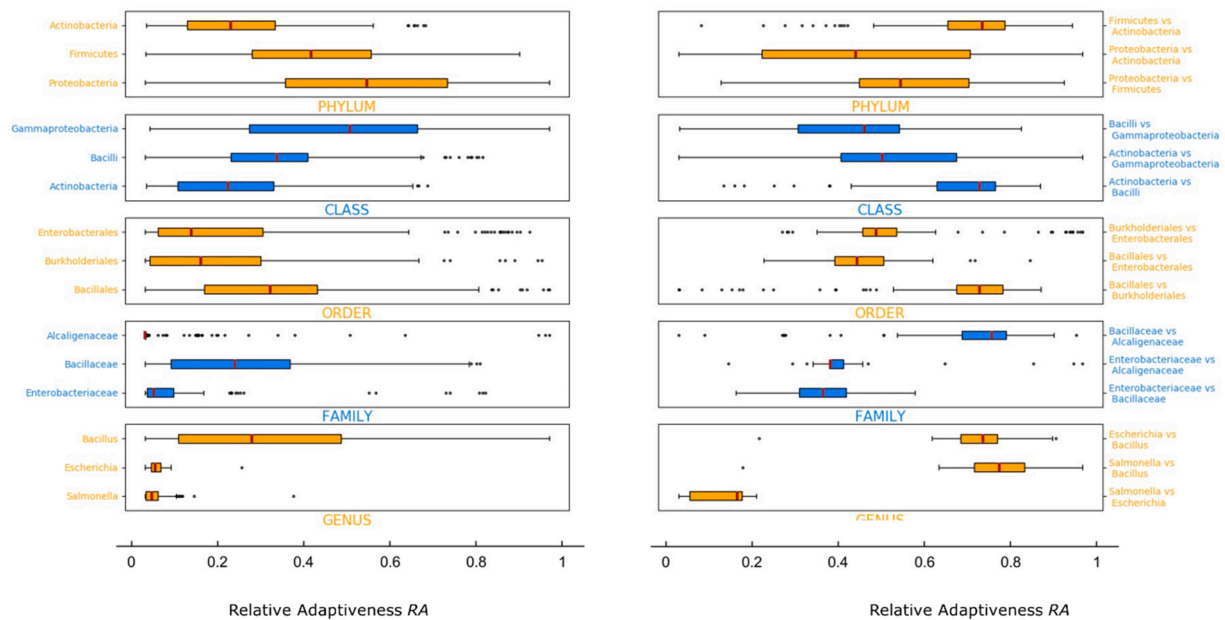 Actinobacteria
Firmicutes
Proteobacteria
PHYLUM
Gammaproteobacteria
Bacilli
Actinobacteria
CLASS
Enterobacterales
Burkholderiales
Bacillales
ORDER
Alcaligenaceae
Bacillaceae
Enterobacteriaceae
FAMILY
Bacillus
Escherichia
Salmonella
GENUS
0 0.2 0.4 0.6 0.8 1
Relative Adaptiveness RA
Firmicutes vs
Actinobacteria
Proteobacteria vs
Actinobacteria
Proteobacteria vs
Firmicutes
PHYLUM
Bacilli vs
Gammaproteobacteria
Actinobacteria vs
Gammaproteobacteria
Actinobacteria vs
Bacilli
CLASS
Burkholderiales vs
Enterobacterales
Bacillales vs
Enterobacterales
Bacillales vs
Burkholderiales
ORDER
Bacillaceae vs
Alcaligenaceae
Enterobacteriaceae vs
Alcaligenaceae
Enterobacteriaceae vs
Bacillaceae
FAMILY
Escherichia vs
Bacillus
Salmonella vs
Bacillus
Salmonella vs
Escherichia
GENUS
0 0.2 0.4 0.6 0.8 1
Relative Adaptiveness RA